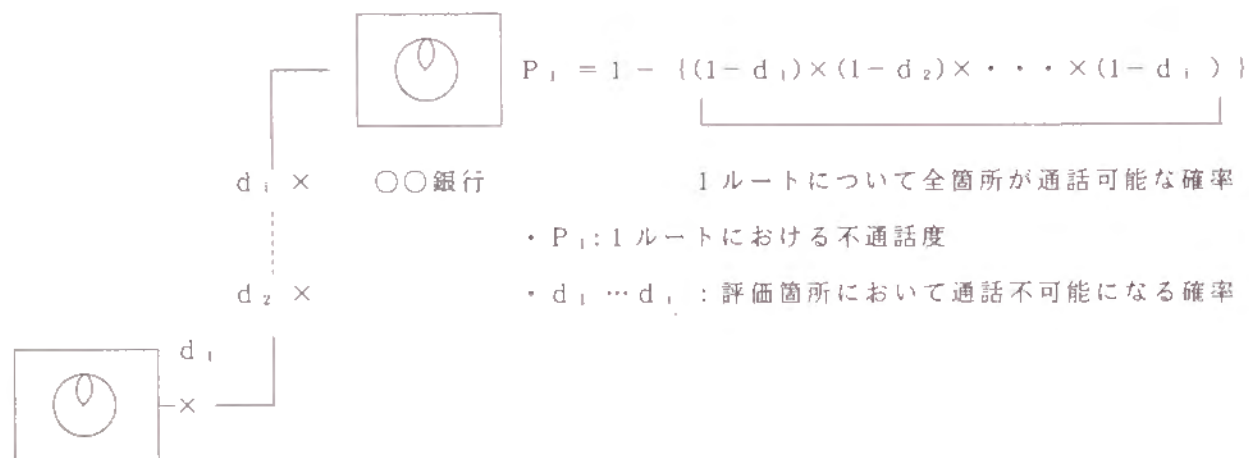 P₁ = 1 − {(1−d₁)×(1−d₂)×・・・×(1−dᵢ)}
dᵢ ×
○○銀行
1ルートについて全箇所が通話可能な確率
・P₁:1ルートにおける不通話度
d₂ ×
・d₁…dᵢ:評価箇所において通話不可能になる確率
d₁
×